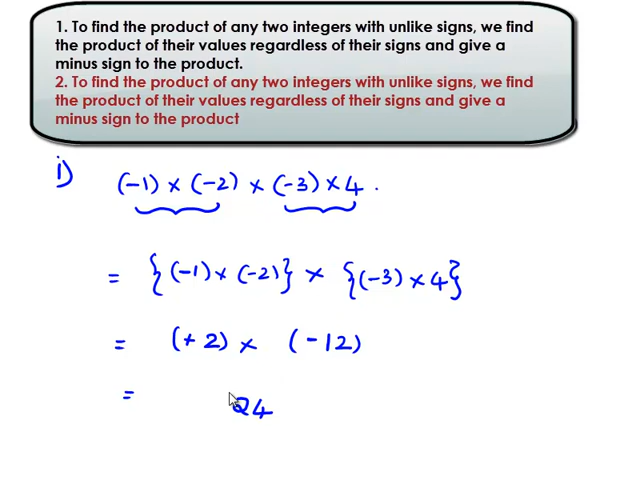 1. To find the product of any two integers with unlike signs, we find
the product of their values regardless of their signs and give a
minus sign to the product.
2. To find the product of any two integers with unlike signs, we find
the product of their values regardless of their signs and give a
minus sign to the product
i) (-1) × (-2) × (-3) × 4 .
= {(-1) × (-2)} × {(-3) × 4}
= (+2) × (-12)
= 24